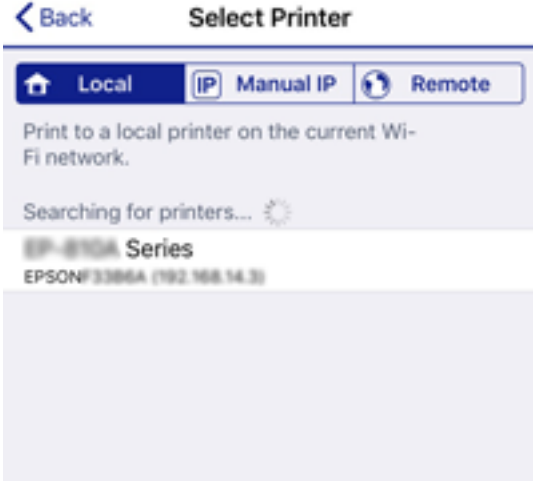 Back
Select Printer
Local
IP Manual IP
Remote
Print to a local printer on the current Wi-
Fi network.
Searching for printers...
Series
EPSON